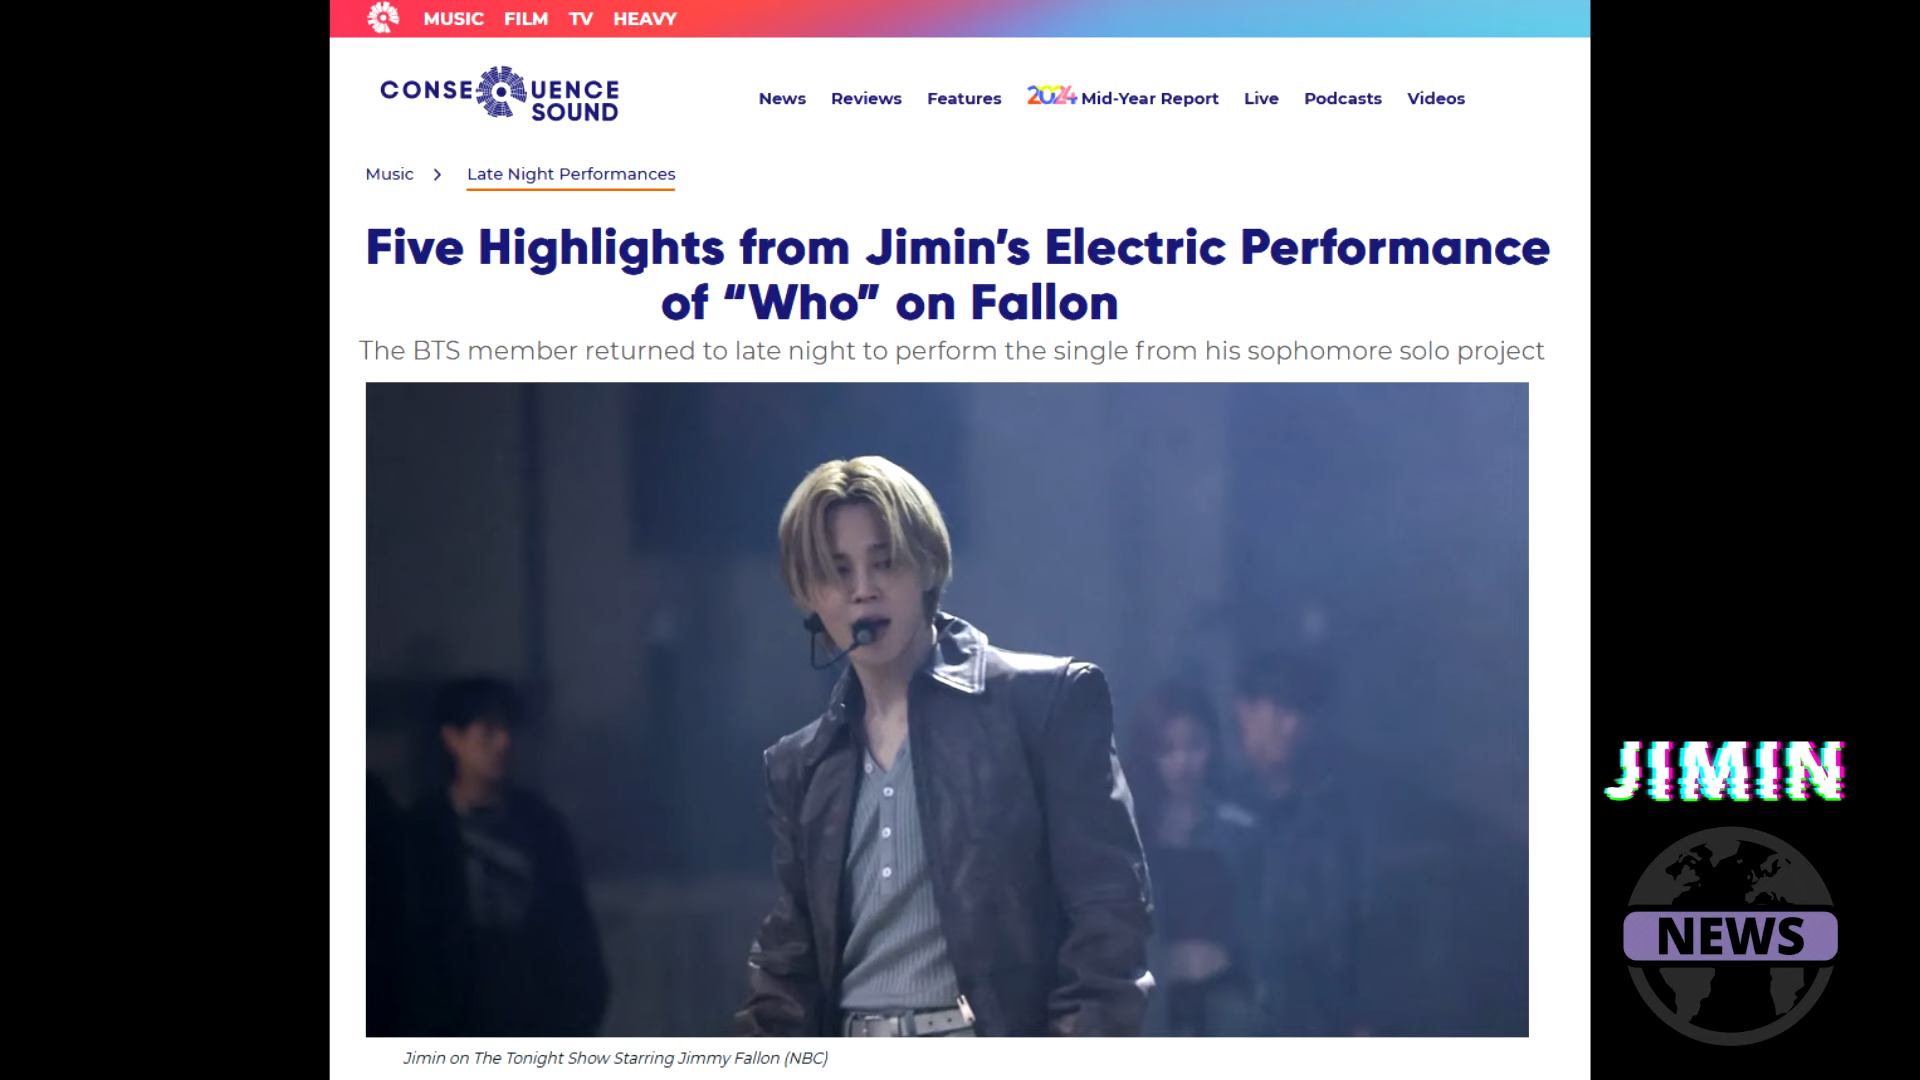 MUSIC FILM TV HEAVY
CONSEQUENCE
SOUND
News Reviews Features 2024 Mid-Year Report Live Podcasts Videos
Music > Late Night Performances
Five Highlights from Jimin’s Electric Performance
of “Who” on Fallon
The BTS member returned to late night to perform the single from his sophomore solo project
Jimin on The Tonight Show Starring Jimmy Fallon (NBC)
JIMIN
NEWS